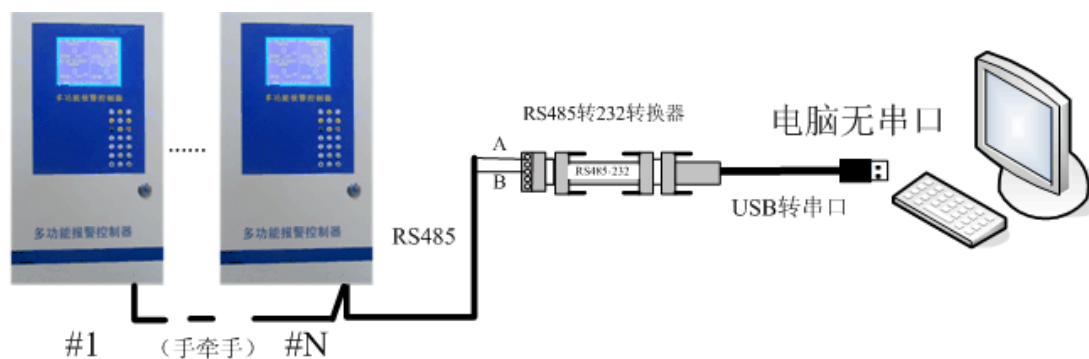 多功能报警控制器
多功能报警控制器
......
多功能报警控制器
多功能报警控制器
#1
（手牵手）
#N
RS485
A
B
RS485转232转换器
RS485-232
USB转串口
电脑无串口